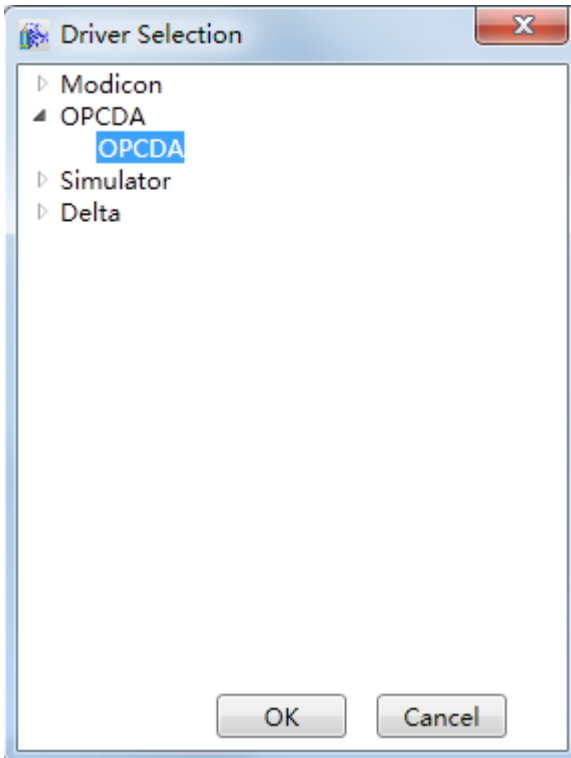 Driver Selection
Modicon
OPCDA
OPCDA
Simulator
Delta
OK
Cancel